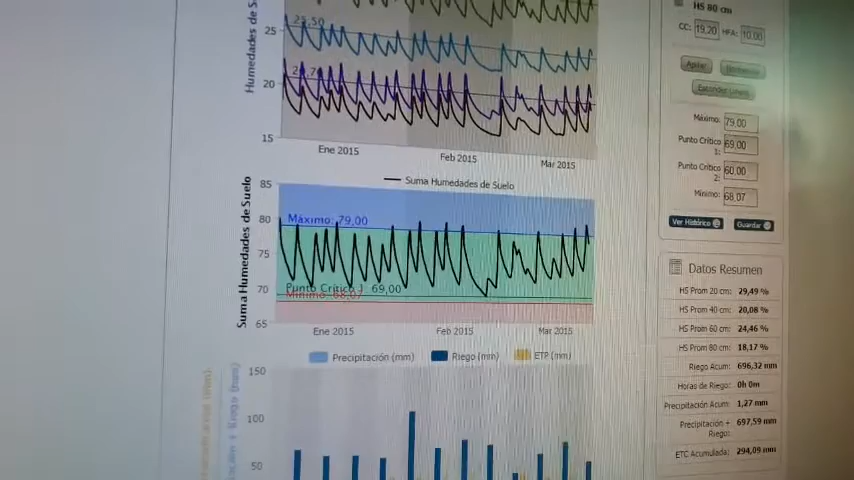 Humedades de S
25
20
15
25,50
Ene 2015
Feb 2015
Mar 2015
Suma Humedades de Suelo
Suma Humedades de Suelo
85
80
75
70
65
Máximo: 79,00
Punto Crítico 1 69,00
Mínimo: 68,07
Ene 2015
Feb 2015
Mar 2015
Precipitación (mm)
Riego (mm)
ETP (mm)
150
100
50
HS 80 cm
CC: 19,20 HFA: 10,00
Apilar
Extender Líneas
Máximo: 79,00
Punto Crítico 1: 69,00
Punto Crítico 2: 60,00
Mínimo: 68,07
Ver Histórico
Guardar
Datos Resumen
HS Prom 20 cm: 29,49 %
HS Prom 40 cm: 20,08 %
HS Prom 60 cm: 24,46 %
HS Prom 80 cm: 18,17 %
Riego Acum: 696,32 mm
Horas de Riego: 0h 0m
Precipitación Acum: 1,27 mm
Precipitación + Riego: 697,59 mm
ETC Acumulada: 294,09 mm